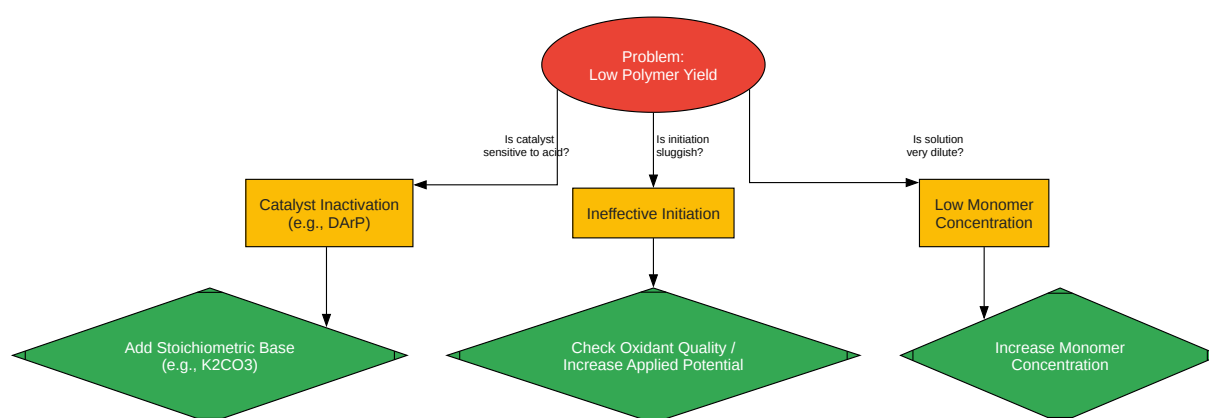 Problem:
Low Polymer Yield
Is catalyst
sensitive to acid?
Is initiation
sluggish?
Is solution
very dilute?
Catalyst Inactivation
(e.g., DArP)
Ineffective Initiation
Low Monomer
Concentration
Add Stoichiometric Base
(e.g., K2CO3)
Check Oxidant Quality /
Increase Applied Potential
Increase Monomer
Concentration